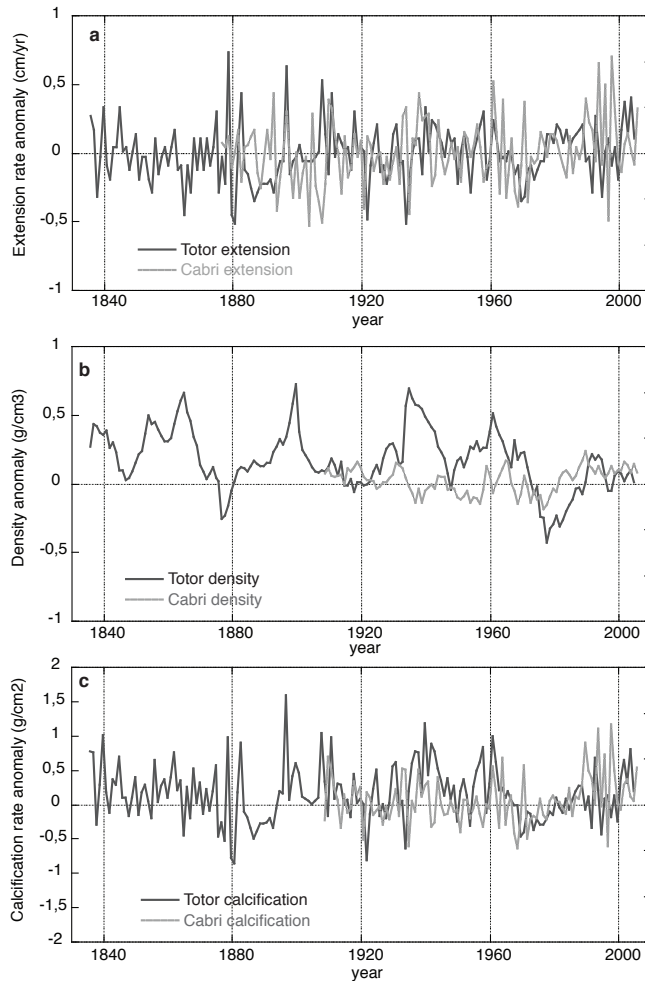 a
Extension rate anomaly (cm/yr)
1
0,5
0
-0,5
-1
Totor extension
Cabri extension
1840 1880 1920 1960 2000
year
b
Density anomaly (g/cm3)
1
0,5
0
-0,5
-1
Totor density
Cabri density
1840 1880 1920 1960 2000
year
c
Calcification rate anomaly (g/cm2)
2
1,5
1
0,5
0
-0,5
-1
-1,5
-2
Totor calcification
Cabri calcification
1840 1880 1920 1960 2000
year